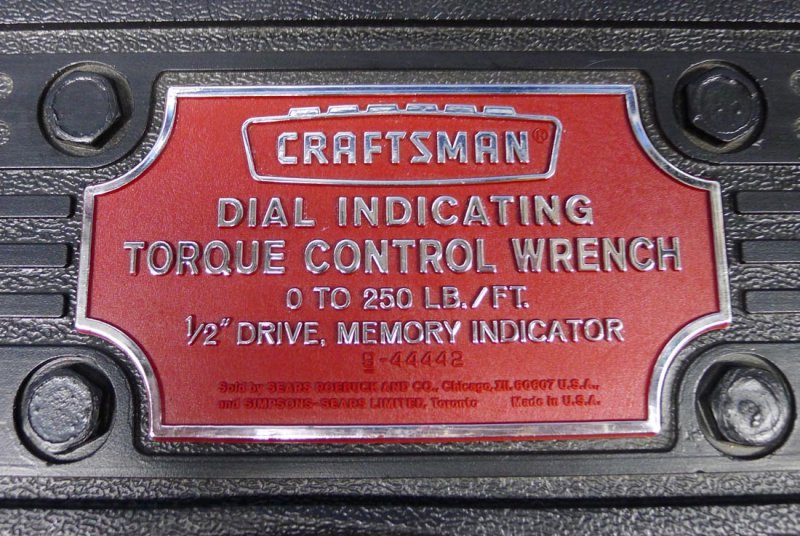 CRAFTSMAN®
DIAL INDICATING
TORQUE CONTROL WRENCH
0 TO 250 LB./FT.
1/2" DRIVE, MEMORY INDICATOR
9-44442
Sold by SEARS ROEBUCK AND CO., Chicago, Ill. 60607 U.S.A.,
and SIMPSONS-SEARS LIMITED, Toronto Made in U.S.A.